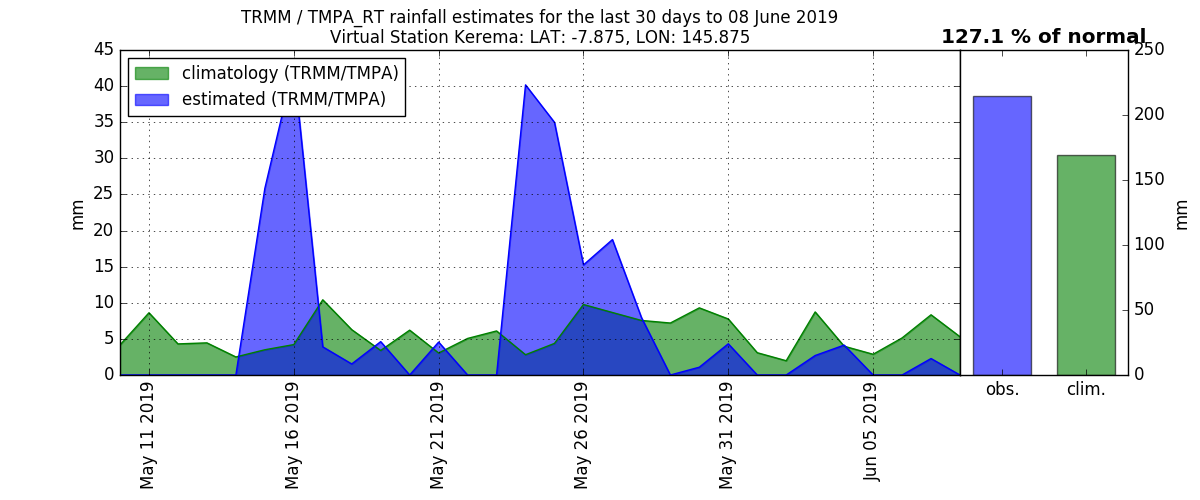 TRMM / TMPA_RT rainfall estimates for the last 30 days to 08 June 2019
Virtual Station Kerema: LAT: -7.875, LON: 145.875
127.1 % of normal
climatology (TRMM/TMPA)
estimated (TRMM/TMPA)
45
40
35
30
25
20
15
10
5
0
mm
May 11 2019
May 16 2019
May 21 2019
May 26 2019
May 31 2019
Jun 05 2019
250
200
150
100
50
0
mm
obs.
clim.